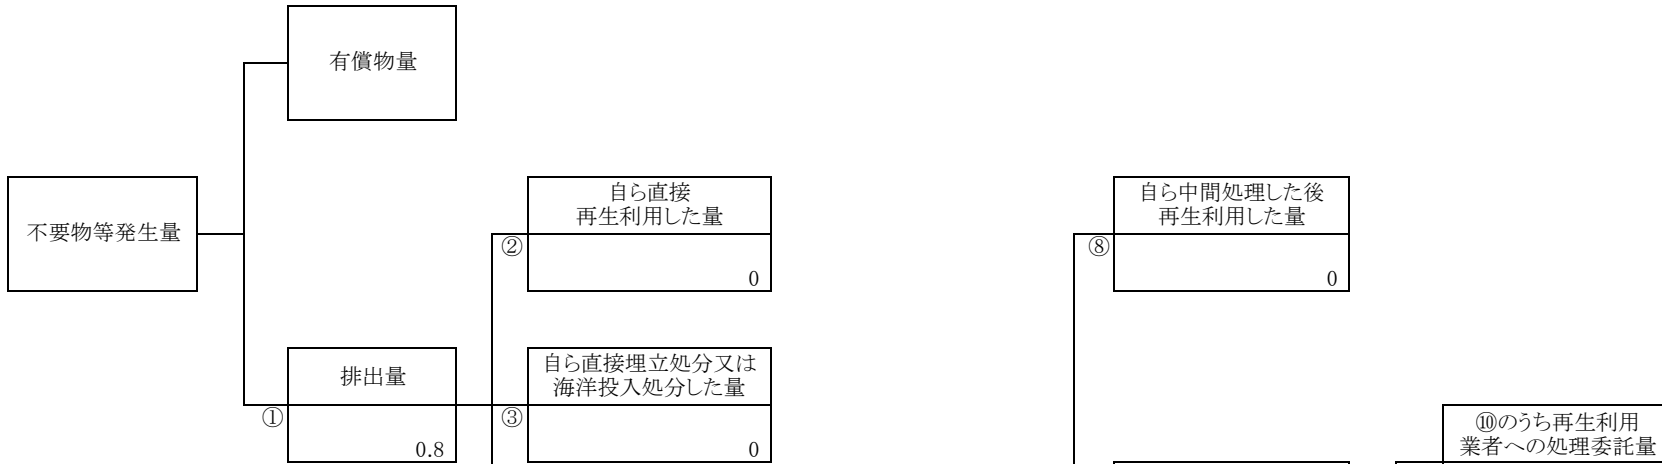 有償物量
不要物等発生量
自ら直接
再生利用した量
②
0
自ら中間処理した後
再生利用した量
⑧
0
排出量
①
0.8
自ら直接埋立処分又は
海洋投入処分した量
③
0
⑩のうち再生利用
業者への処理委託量